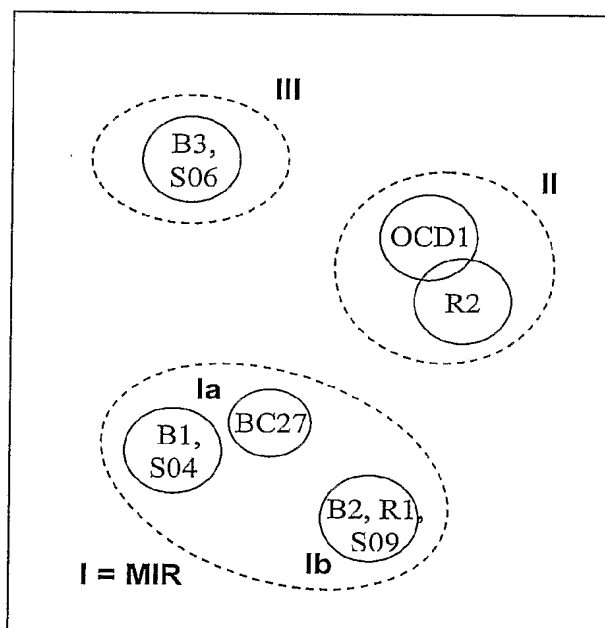 III
B3,
S06
II
OCD1
R2
Ia
BC27
B1,
S04
B2, R1,
S09
Ib
I = MIR